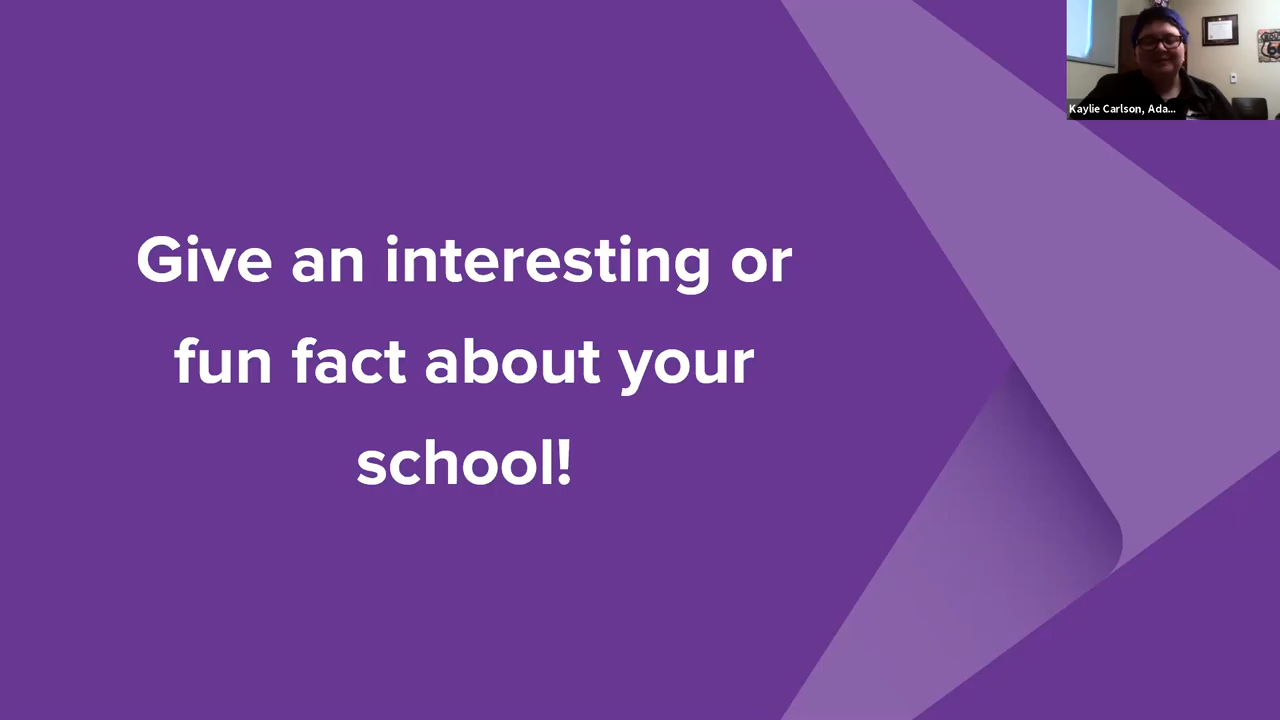 Kaylie Carlson, Ada...
Give an interesting or
fun fact about your
school!